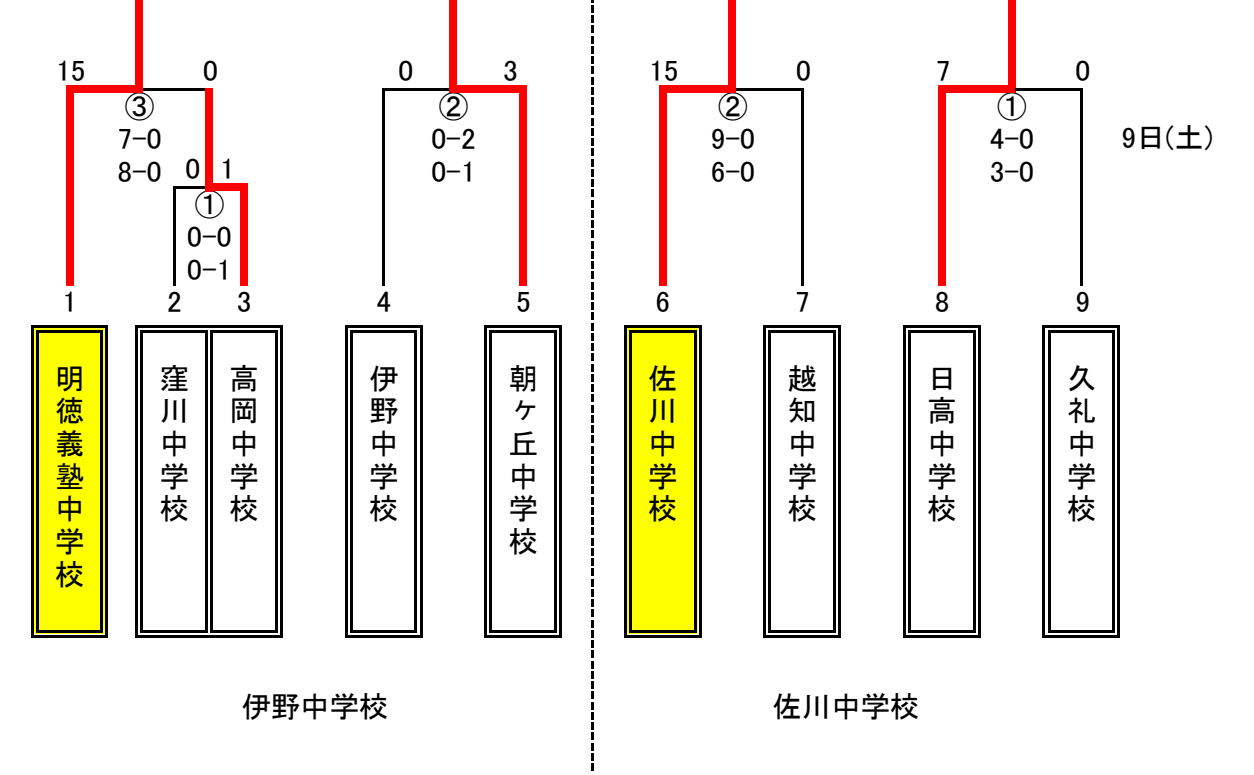 15 0 0 3 15 0 7 0
③ ② ② ①
7-0 0-2 9-0 4-0 9日(土)
8-0 0 1 0-1 6-0 3-0
①
0-0
0-1
1 2 3 4 5 6 7 8 9
明徳義塾中学校
窪川中学校
高岡中学校
伊野中学校
朝ヶ丘中学校
佐川中学校
越知中学校
日高中学校
久礼中学校
伊野中学校 佐川中学校